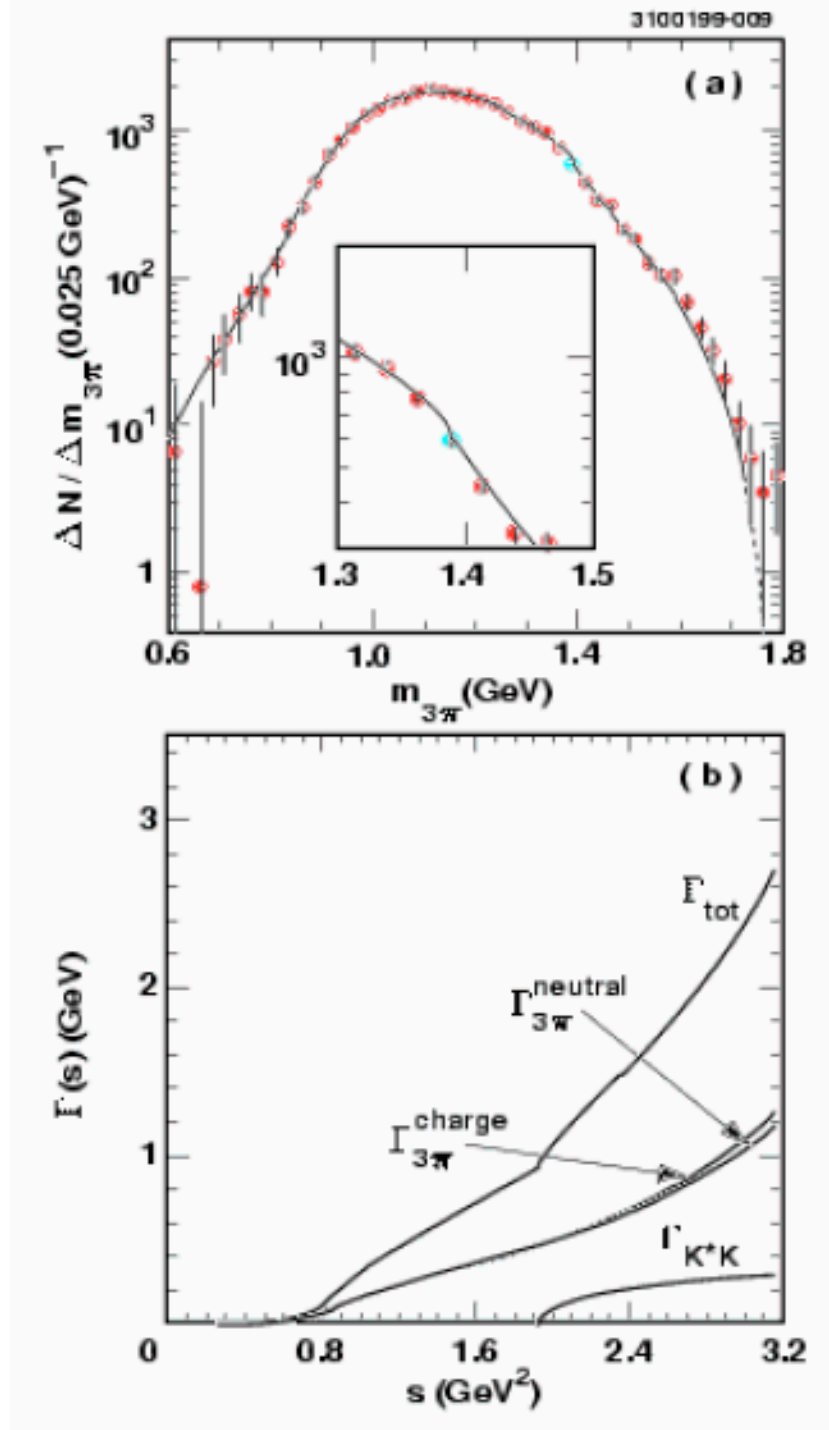 3100199-009
( a )
ΔN / Δm3π (0.025 GeV)−1
10³
10²
10¹
1
10³
1.3 1.4 1.5
0.6 1.0 1.4 1.8
m3π (GeV)
( b )
Γ (s) (GeV)
3
2
1
0 0.8 1.6 2.4 3.2
Γtot
Γ3π neutral
Γ3π charge
ΓK*K
s (GeV²)